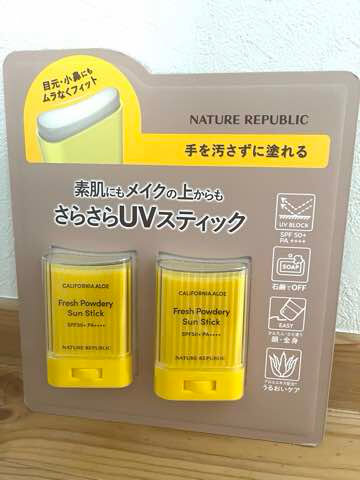 目元・小鼻にも
ムラなくフィット
NATURE REPUBLIC
手を汚さずに塗れる
素肌にもメイクの上からも
さらさらUVスティック
UV BLOCK
SPF 50+
PA ++++
SOAP
石鹸でOFF
EASY
顔・全身
うるおいケア
CALIFORNIA ALOE
Fresh Powdery
Sun Stick
SPF50+ PA++++
NATURE REPUBLIC
CALIFORNIA ALOE
Fresh Powdery
Sun Stick
SPF50+ PA++++
NATURE REPUBLIC